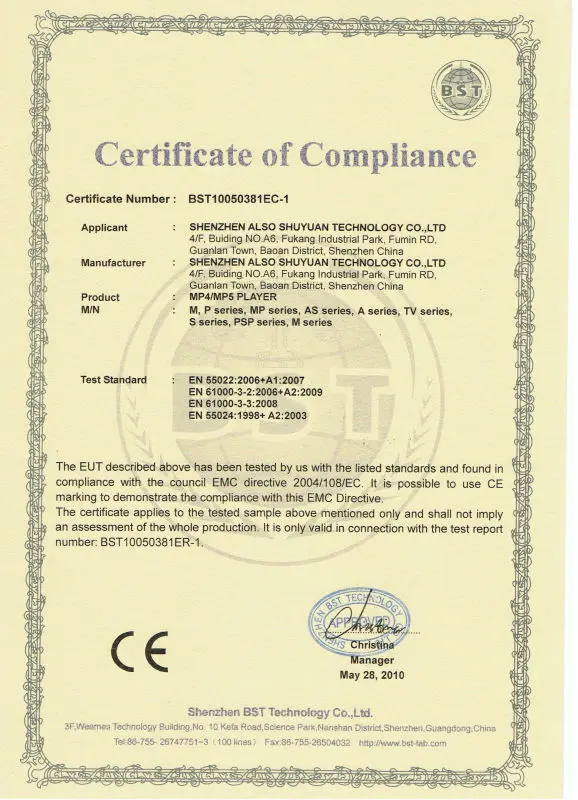 BST
Certificate of Compliance
Certificate Number : BST10050381EC-1
Applicant : SHENZHEN ALSO SHUYUAN TECHNOLOGY CO.,LTD
4/F, Buiding NO.A6, Fukang Industrial Park, Fumin RD,
Guanlan Town, Baoan District, Shenzhen China
Manufacturer : SHENZHEN ALSO SHUYUAN TECHNOLOGY CO.,LTD
4/F, Buiding NO.A6, Fukang Industrial Park, Fumin RD,
Guanlan Town, Baoan District, Shenzhen China
Product : MP4/MP5 PLAYER
M/N : M, P series, MP series, AS series, A series, TV series,
S series, PSP series, M series
BST
Test Standard : EN 55022:2006+A1:2007
EN 61000-3-2:2006+A2:2009
EN 61000-3-3:2008
EN 55024:1998+ A2:2003
The EUT described above has been tested by us with the listed standards and found in
compliance with the council EMC directive 2004/108/EC. It is possible to use CE
marking to demonstrate the compliance with this EMC Directive.
The certificate applies to the tested sample above mentioned only and shall not imply
an assessment of the whole production. It is only valid in connection with the test report
number: BST10050381ER-1.
SHENZHEN BST TECHNOLOGY
APPROVED
CE
Christina
Manager
May 28, 2010
Shenzhen BST Technology Co.,Ltd.
3F,Weames Technology Building,No. 10 Kefa Road,Science Park,Nanshan District,Shenzhen,Guangdong,China
Tel:86-755- 26747751~3 (100 lines) Fax:86-755-26504032 http://www.bst-lab.com